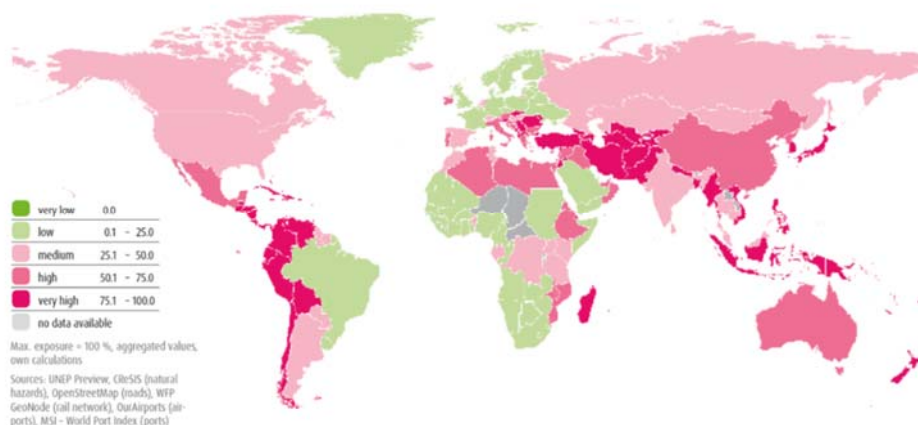 very low 0.0
low 0.1 – 25.0
medium 25.1 – 50.0
high 50.1 – 75.0
very high 75.1 – 100.0
no data available
Max. exposure = 100 %, aggregated values,
own calculations
Sources: UNEP Preview, CReSIS (natural
hazards), OpenStreetMap (roads), WFP
GeoNode (rail network), OurAirports (air-
ports), MSI – World Port Index (ports)